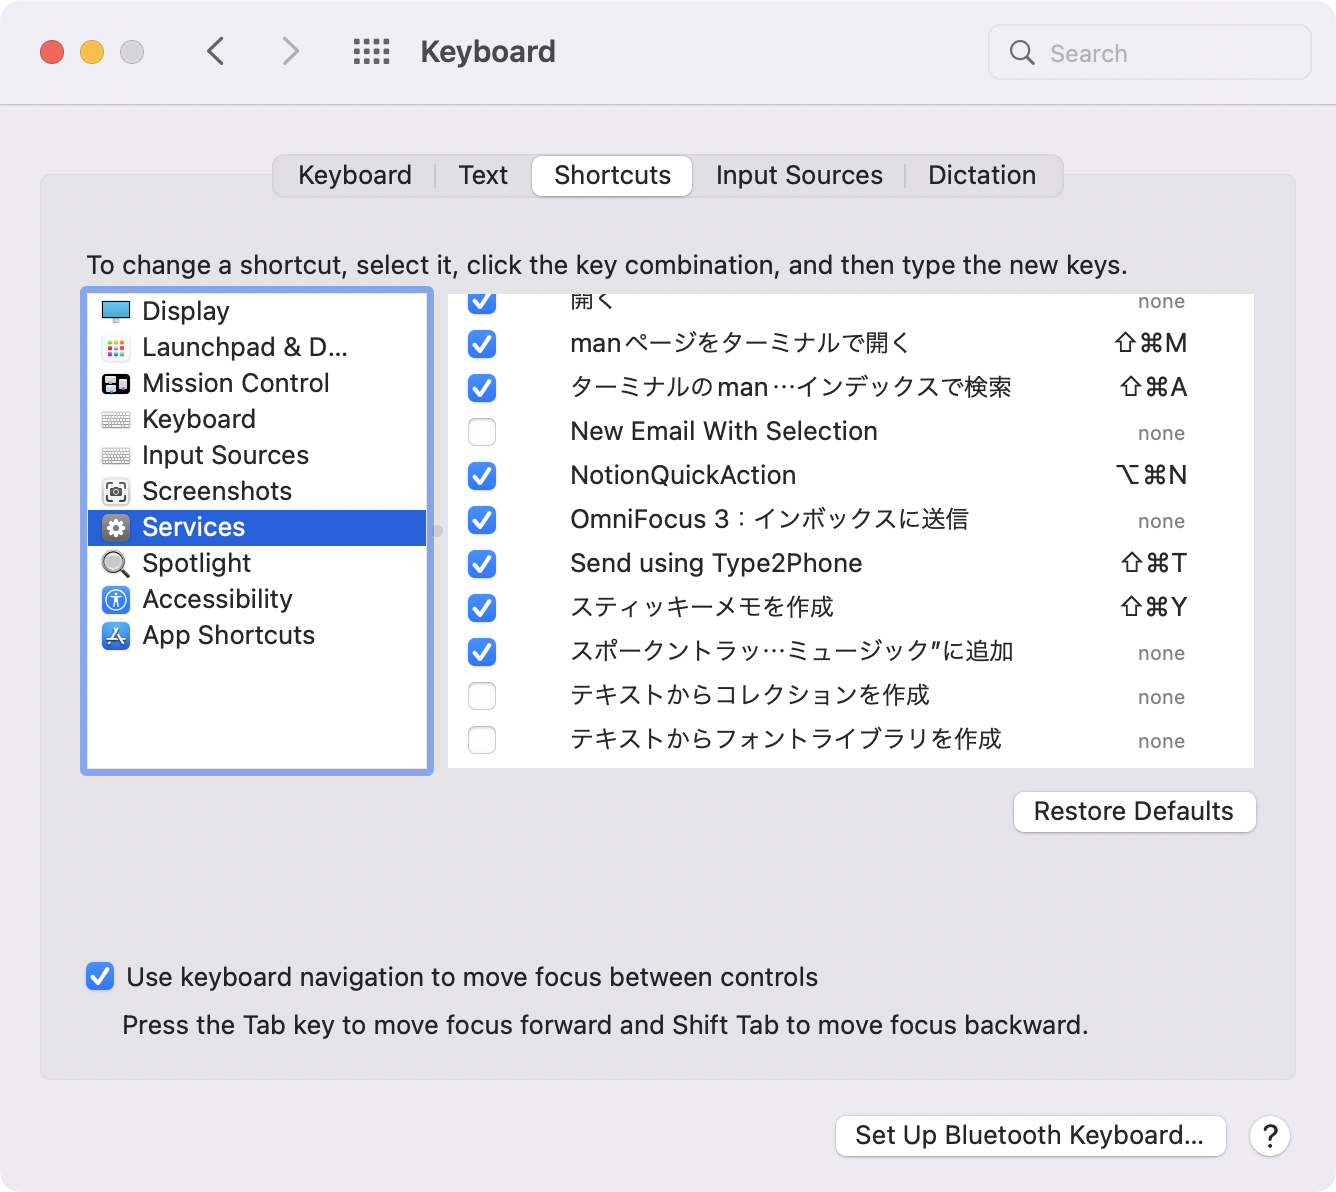 Keyboard
Search
Keyboard
Text
Shortcuts
Input Sources
Dictation
To change a shortcut, select it, click the key combination, and then type the new keys.
Display
Launchpad & D...
Mission Control
Keyboard
Input Sources
Screenshots
Services
Spotlight
Accessibility
App Shortcuts
開く none
manページをターミナルで開く ⇧⌘M
ターミナルのman…インデックスで検索 ⇧⌘A
New Email With Selection none
NotionQuickAction ⌥⌘N
OmniFocus 3：インボックスに送信 none
Send using Type2Phone ⇧⌘T
スティッキーメモを作成 ⇧⌘Y
スポークントラッ…ミュージック"に追加 none
テキストからコレクションを作成 none
テキストからフォントライブラリを作成 none
Restore Defaults
Use keyboard navigation to move focus between controls
Press the Tab key to move focus forward and Shift Tab to move focus backward.
Set Up Bluetooth Keyboard...
?